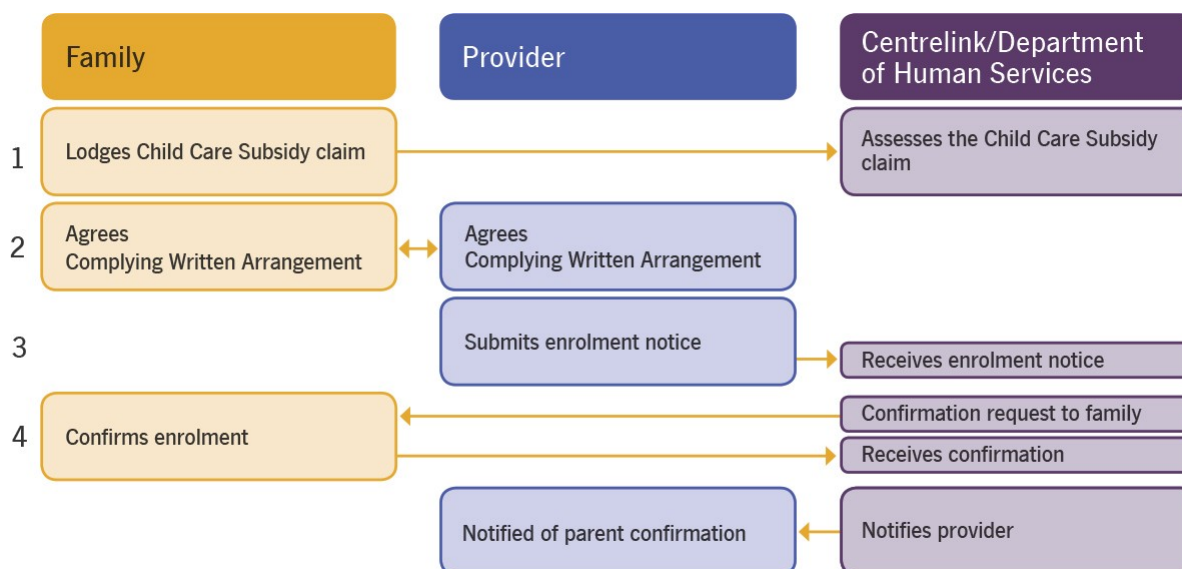 Family
Provider
Centrelink/Department
of Human Services
1
Lodges Child Care Subsidy claim
Assesses the Child Care Subsidy
claim
2
Agrees
Complying Written Arrangement
Agrees
Complying Written Arrangement
3
Submits enrolment notice
Receives enrolment notice
4
Confirms enrolment
Confirmation request to family
Receives confirmation
Notified of parent confirmation
Notifies provider